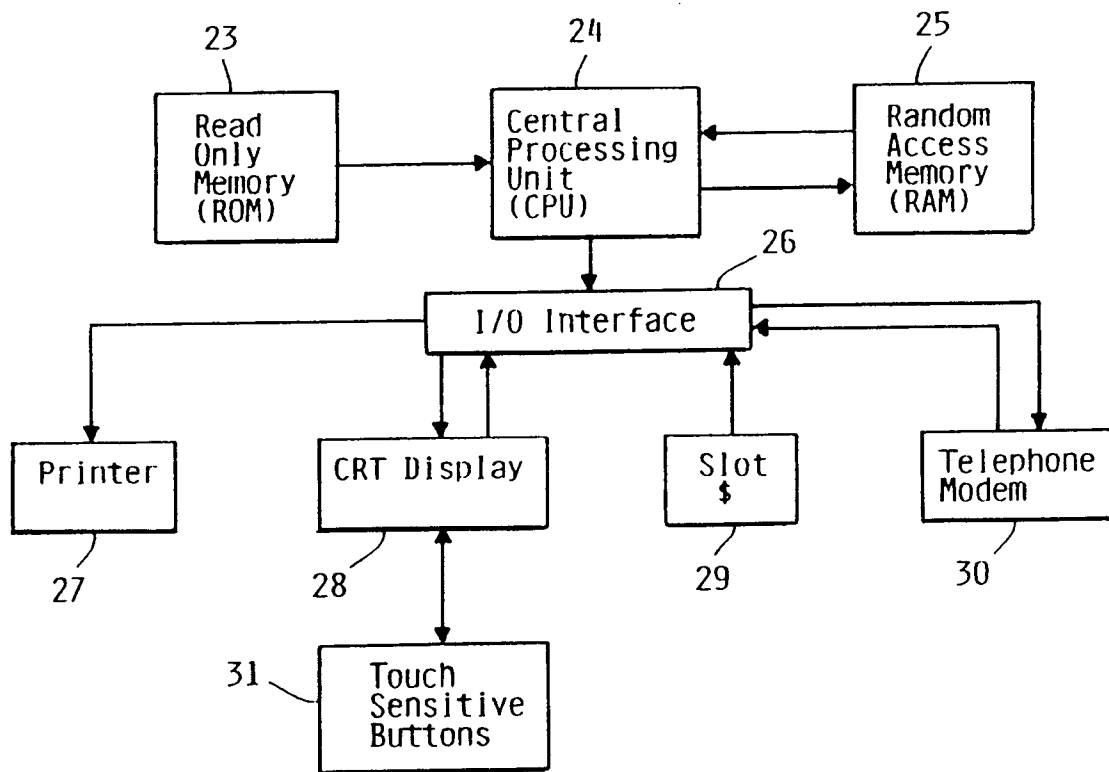 23
24
25
Read
Only
Memory
(ROM)
Central
Processing
Unit
(CPU)
Random
Access
Memory
(RAM)
26
I/O Interface
Printer
CRT Display
Slot
$
Telephone
Modem
27
28
29
30
31
Touch
Sensitive
Buttons